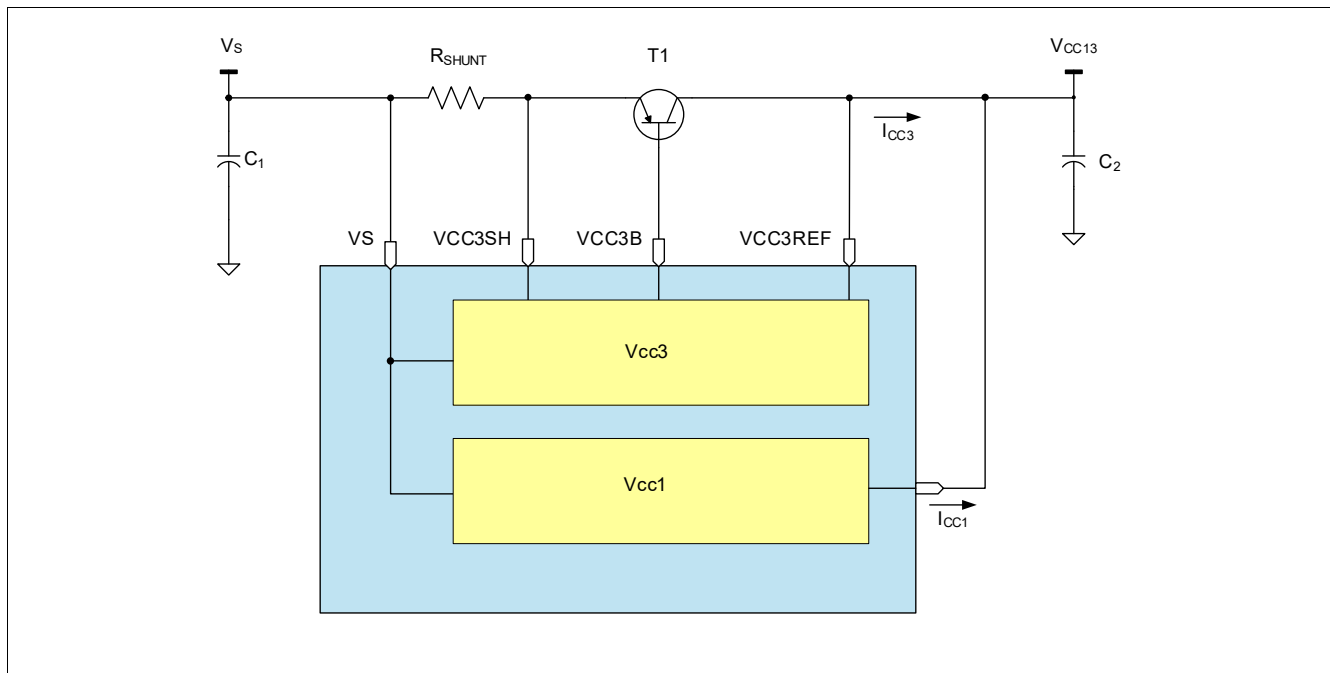 VS
RSHUNT
T1
VCC13
ICC3
C1
C2
VS
VCC3SH
VCC3B
VCC3REF
Vcc3
Vcc1
ICC1